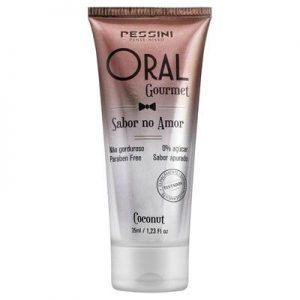 PESSINI
ORAL
Gourmet
Sabor no Amor
Não gorduroso
Paraben Free
0% açúcar
Sabor apurado
TESTADO
Coconut
35ml / 1,23 fl oz